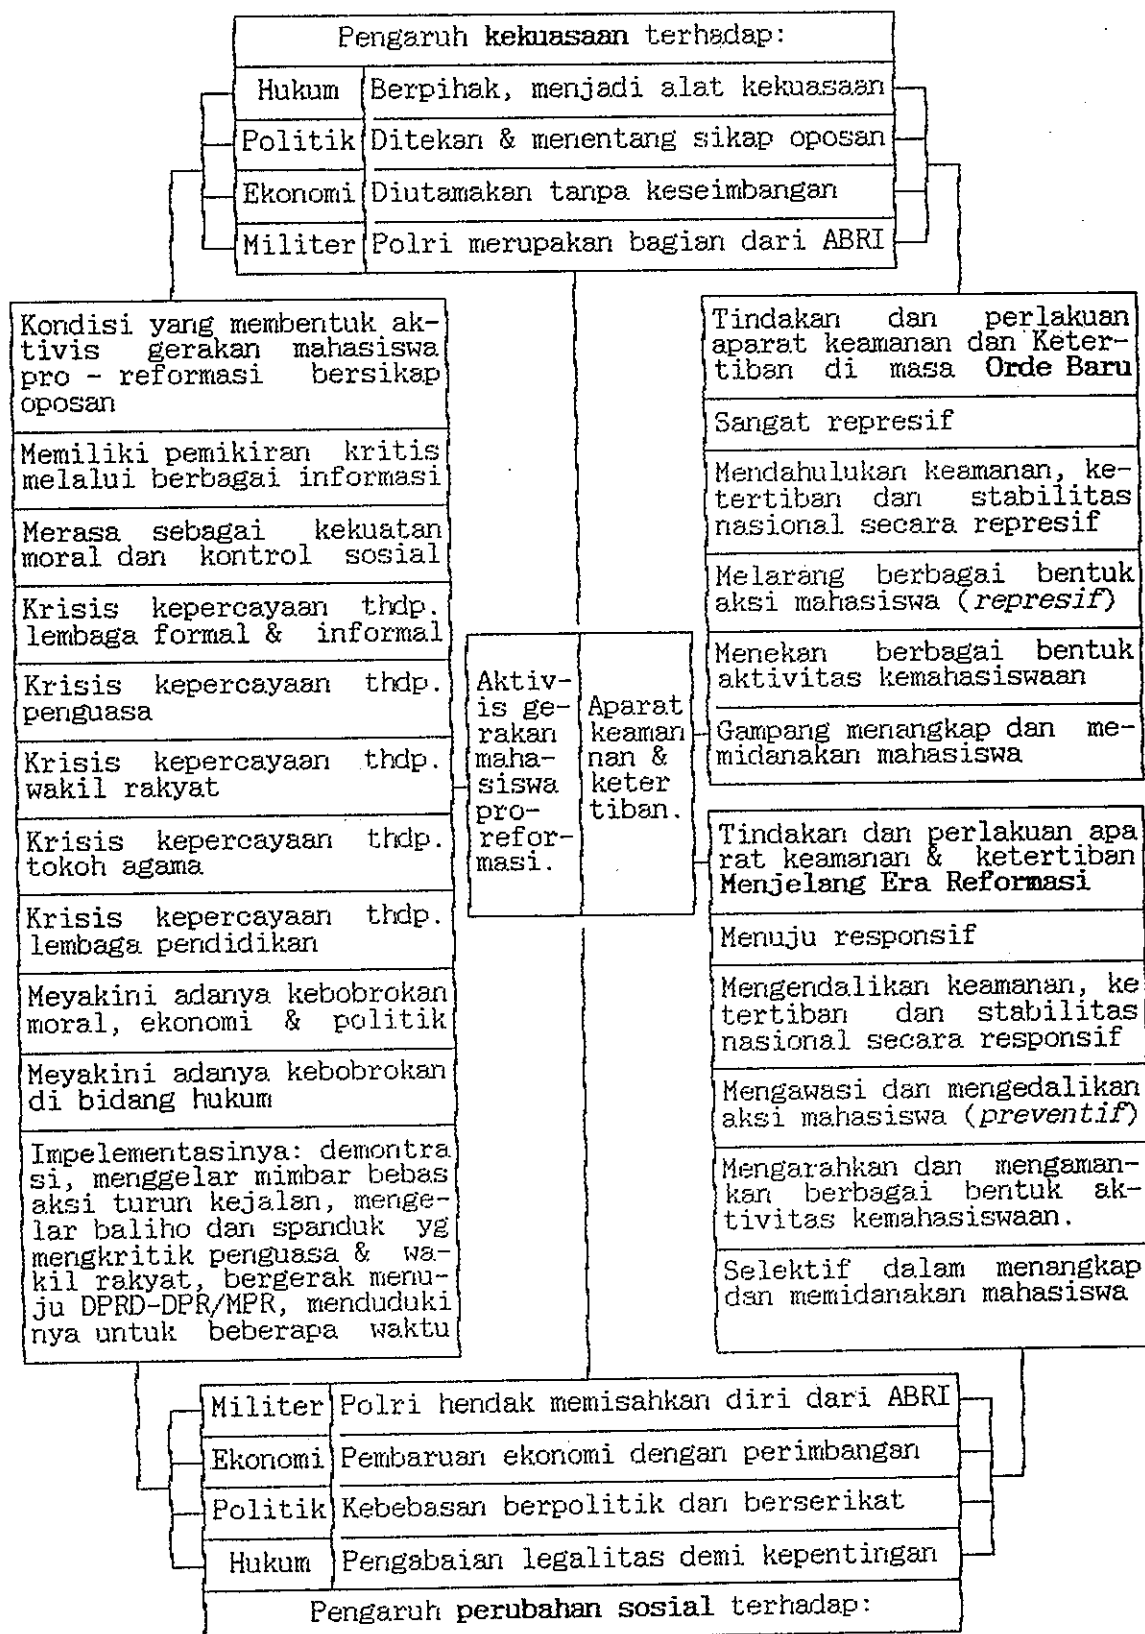 Pengaruh kekuasaan terhadap:
Hukum Berpihak, menjadi alat kekuasaan
Politik Ditekan & menentang sikap oposan
Ekonomi Diutamakan tanpa keseimbangan
Militer Polri merupakan bagian dari ABRI
Kondisi yang membentuk ak-
tivis gerakan mahasiswa
pro - reformasi bersikap
oposan
Memiliki pemikiran kritis
melalui berbagai informasi
Merasa sebagai kekuatan
moral dan kontrol sosial
Krisis kepercayaan thdp.
lembaga formal & informal
Krisis kepercayaan thdp.
penguasa
Krisis kepercayaan thdp.
wakil rakyat
Krisis kepercayaan thdp.
tokoh agama
Krisis kepercayaan thdp.
lembaga pendidikan
Meyakini adanya kebobrokan
moral, ekonomi & politik
Meyakini adanya kebobrokan
di bidang hukum
Impelementasinya: demontra
si, menggelar mimbar bebas
aksi turun kejalan, menge-
lar baliho dan spanduk yg
mengkritik penguasa & wa-
kil rakyat, bergerak menu-
ju DPRD-DPR/MPR, menduduki
nya untuk beberapa waktu
Aktiv-
is ge-
rakan
maha-
siswa
pro-
refor-
masi.
Aparat
keaman
nan &
keter
tiban.
Tindakan dan perlakuan
aparat keamanan dan Keter-
tiban di masa Orde Baru
Sangat represif
Mendahulukan keamanan, ke-
tertiban dan stabilitas
nasional secara represif
Melarang berbagai bentuk
aksi mahasiswa (represif)
Menekan berbagai bentuk
aktivitas kemahasiswaan
Gampang menangkap dan me-
midanakan mahasiswa
Tindakan dan perlakuan apa
rat keamanan & ketertiban
Menjelang Era Reformasi
Menuju responsif
Mengendalikan keamanan, ke
tertiban dan stabilitas
nasional secara responsif
Mengawasi dan mengedalikan
aksi mahasiswa (preventif)
Mengarahkan dan mengaman-
kan berbagai bentuk ak-
tivitas kemahasiswaan.
Selektif dalam menangkap
dan memidanakan mahasiswa
Militer Polri hendak memisahkan diri dari ABRI
Ekonomi Pembaruan ekonomi dengan perimbangan
Politik Kebebasan berpolitik dan berserikat
Hukum Pengabaian legalitas demi kepentingan
Pengaruh perubahan sosial terhadap: